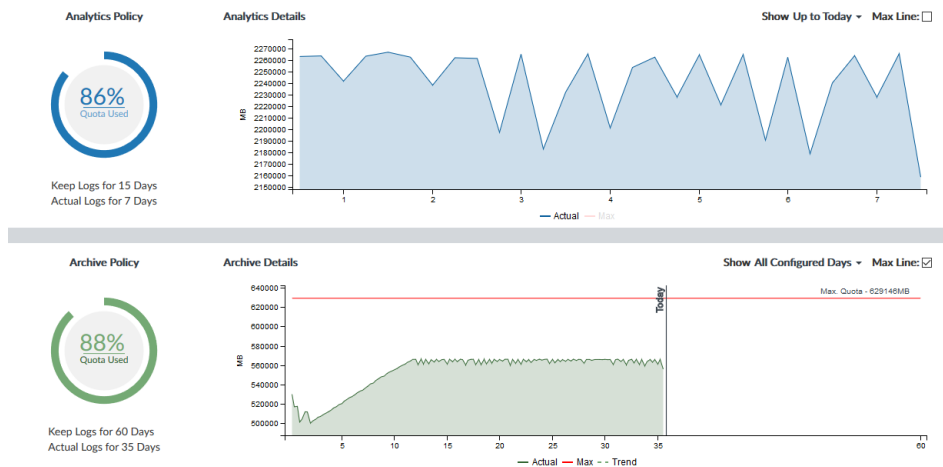 Analytics Policy
Analytics Details
Show Up to Today
Max Line:
86%
Quota Used
Keep Logs for 15 Days
Actual Logs for 7 Days
MB
2270000
2260000
2250000
2240000
2230000
2220000
2210000
2200000
2190000
2180000
2170000
2160000
2150000
1 2 3 4 5 6 7
Actual Max
Archive Policy
Archive Details
Show All Configured Days
Max Line:
88%
Quota Used
Keep Logs for 60 Days
Actual Logs for 35 Days
MB
640000
620000
600000
580000
560000
540000
520000
500000
Max. Quota - 629146MB
Today
5 10 15 20 25 30 35 60
Actual Max Trend